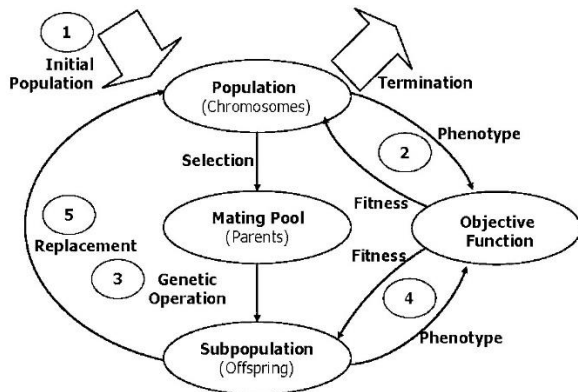 1
Initial
Population
Termination
Population
(Chromosomes)
Phenotype
2
Selection
Fitness
Mating Pool
(Parents)
Objective
Function
5
Replacement
Fitness
3
Genetic
Operation
4
Phenotype
Subpopulation
(Offspring)